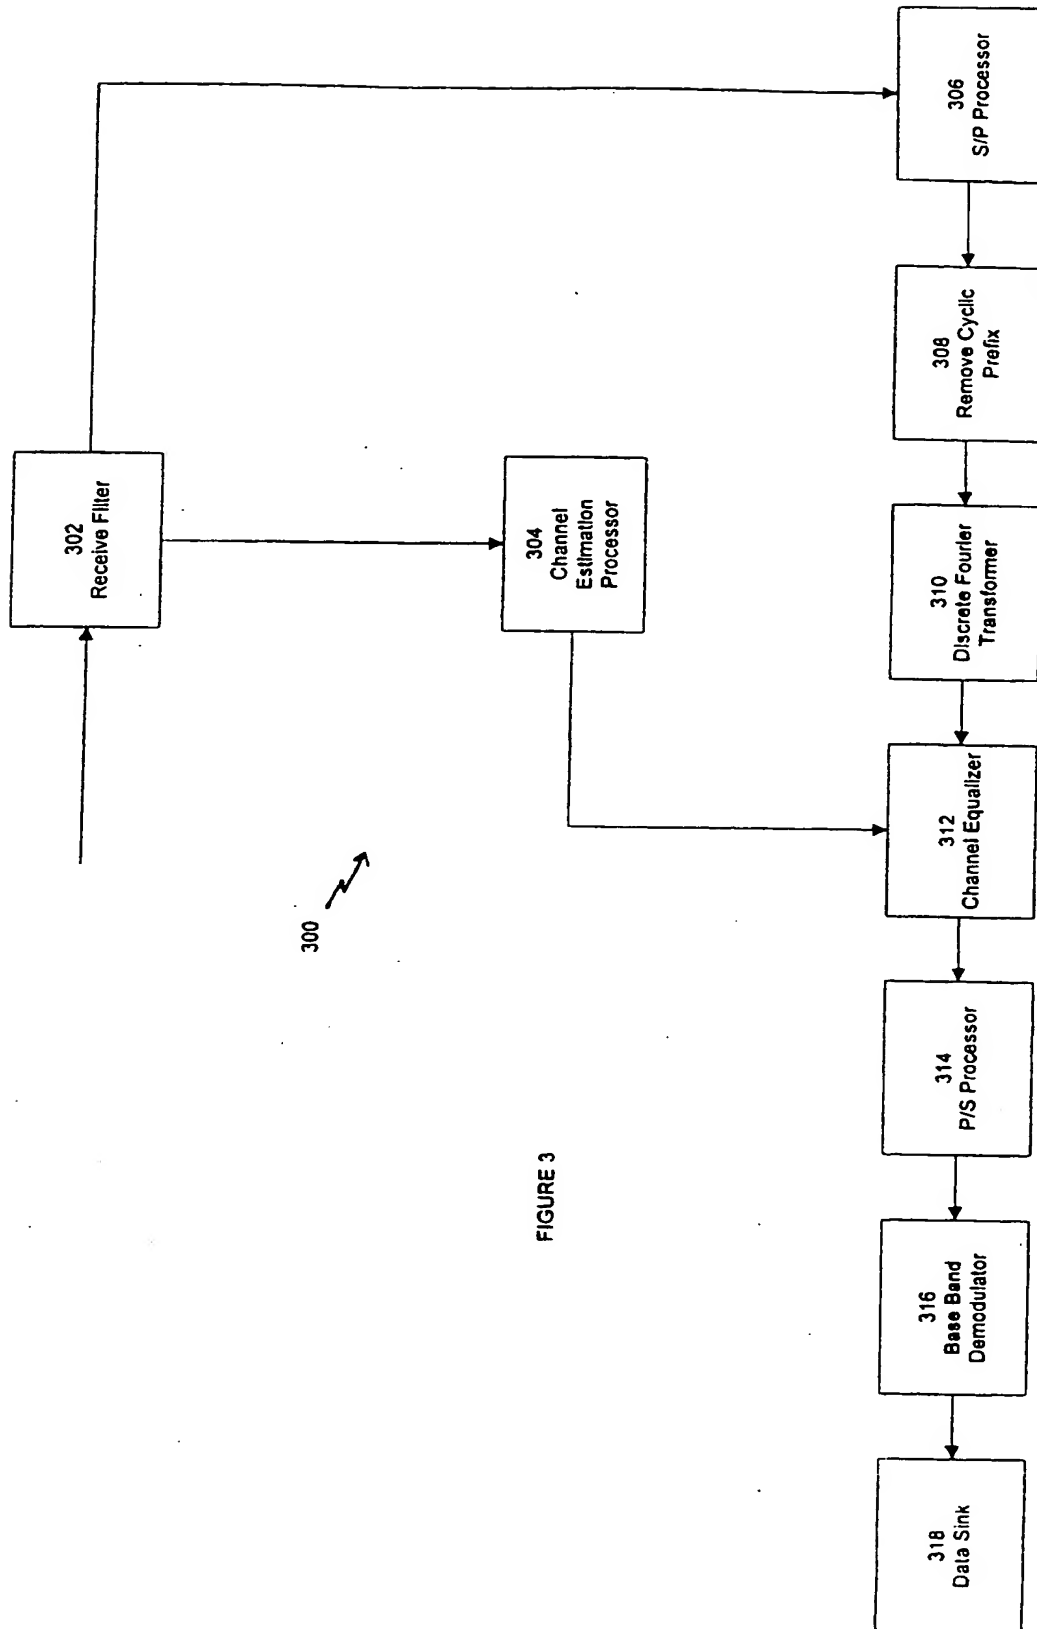 302
Receive Filter
304
Channel
Estimation
Processor
306
S/P Processor
308
Remove Cyclic
Prefix
310
Discrete Fourier
Transformer
312
Channel Equalizer
314
P/S Processor
316
Base Band
Demodulator
318
Data Sink
300
FIGURE 3